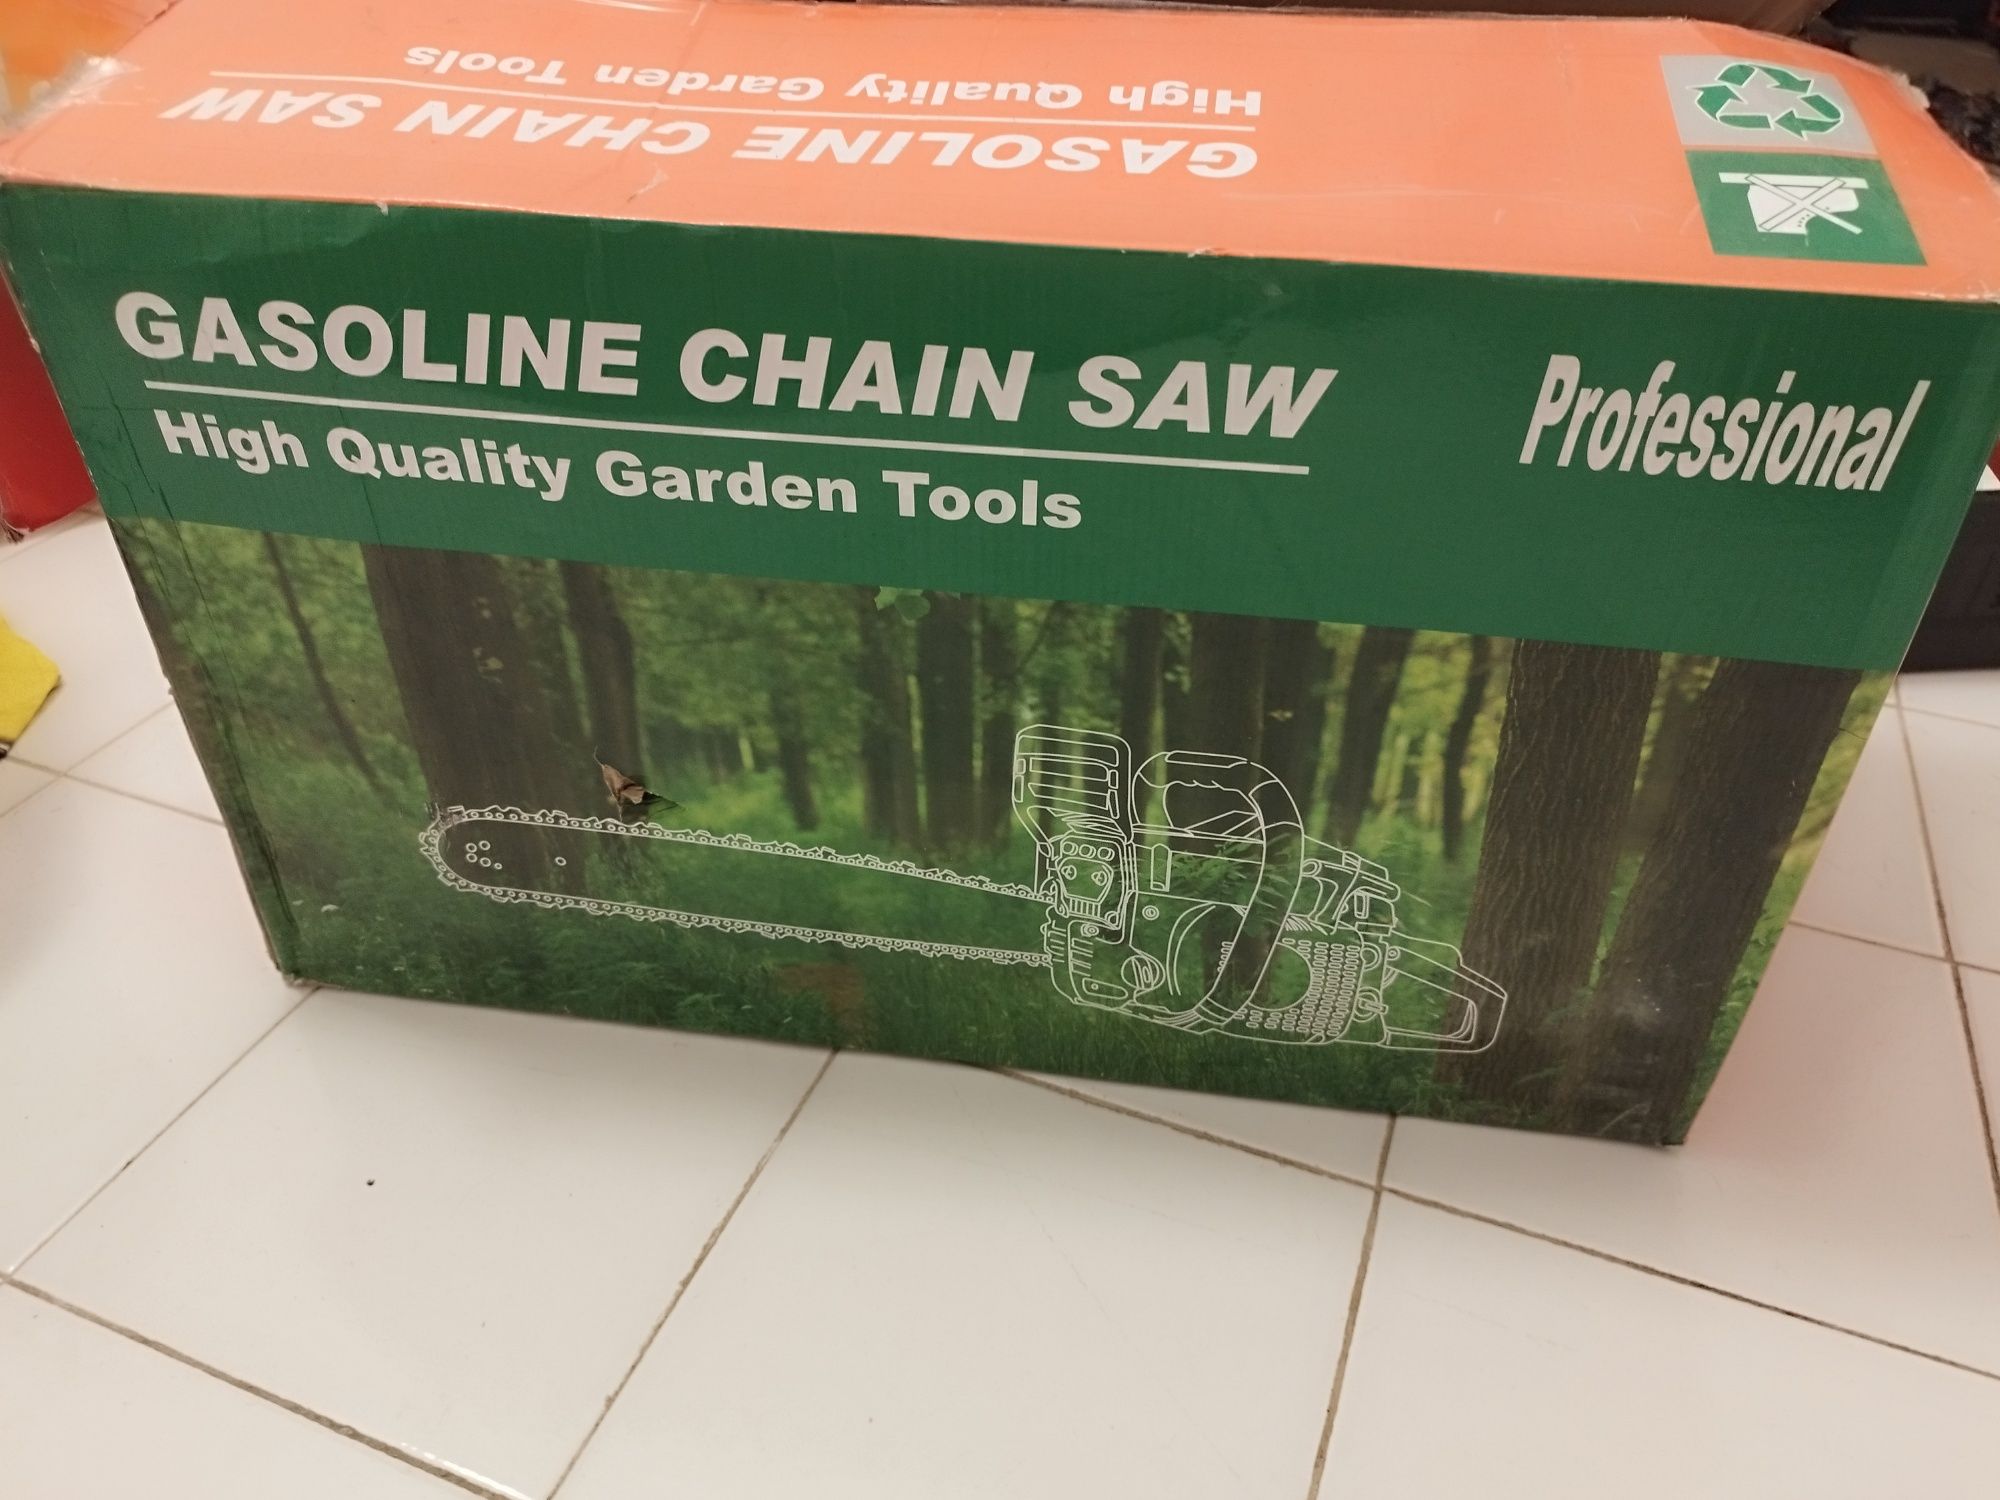 High Quality Garden Tools
GASOLINE CHAIN SAW
GASOLINE CHAIN SAW
High Quality Garden Tools
Professional